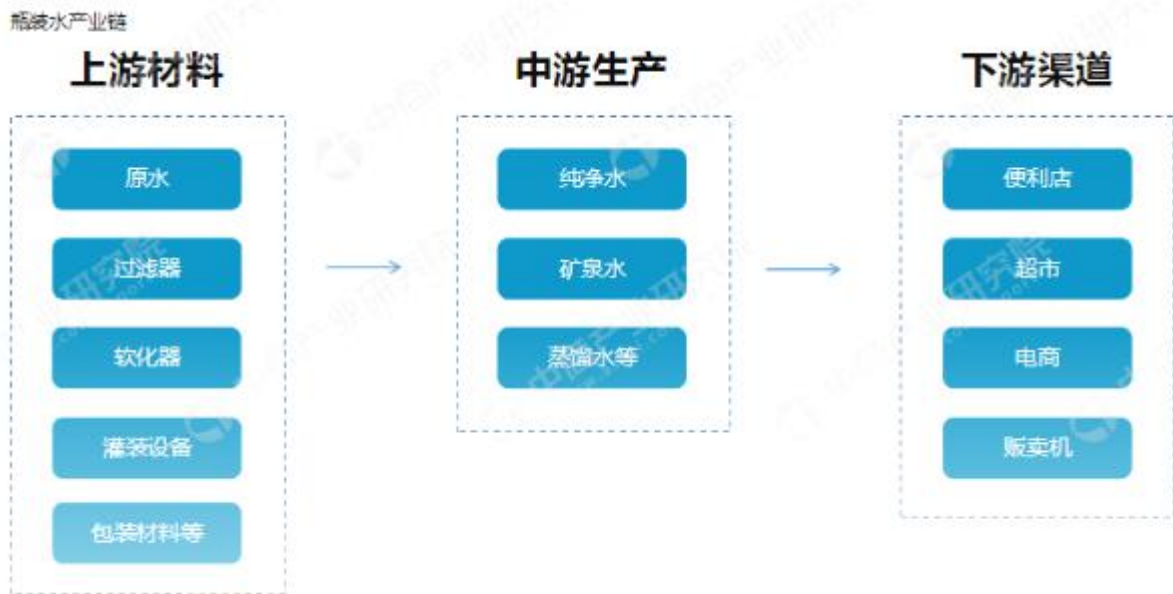 瓶装水产业链
上游材料
中游生产
下游渠道
原水
过滤器
软化器
灌装设备
包装材料等
纯净水
矿泉水
蒸馏水等
便利店
超市
电商
贩卖机